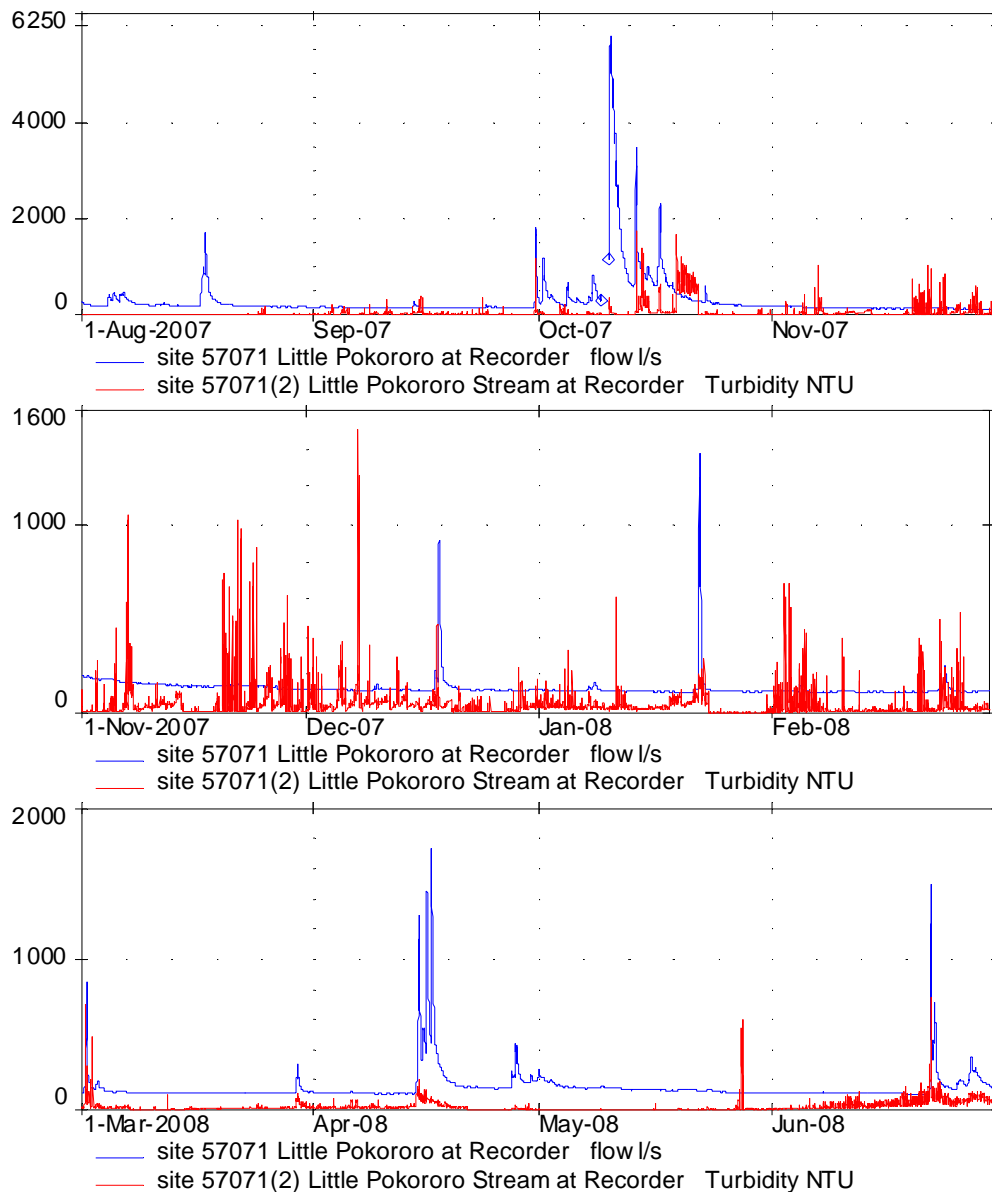 6250
4000
2000
0
1-Aug-2007 Sep-07 Oct-07 Nov-07
site 57071 Little Pokororo at Recorder flow l/s
site 57071(2) Little Pokororo Stream at Recorder Turbidity NTU
1600
1000
0
1-Nov-2007 Dec-07 Jan-08 Feb-08
site 57071 Little Pokororo at Recorder flow l/s
site 57071(2) Little Pokororo Stream at Recorder Turbidity NTU
2000
1000
0
1-Mar-2008 Apr-08 May-08 Jun-08
site 57071 Little Pokororo at Recorder flow l/s
site 57071(2) Little Pokororo Stream at Recorder Turbidity NTU